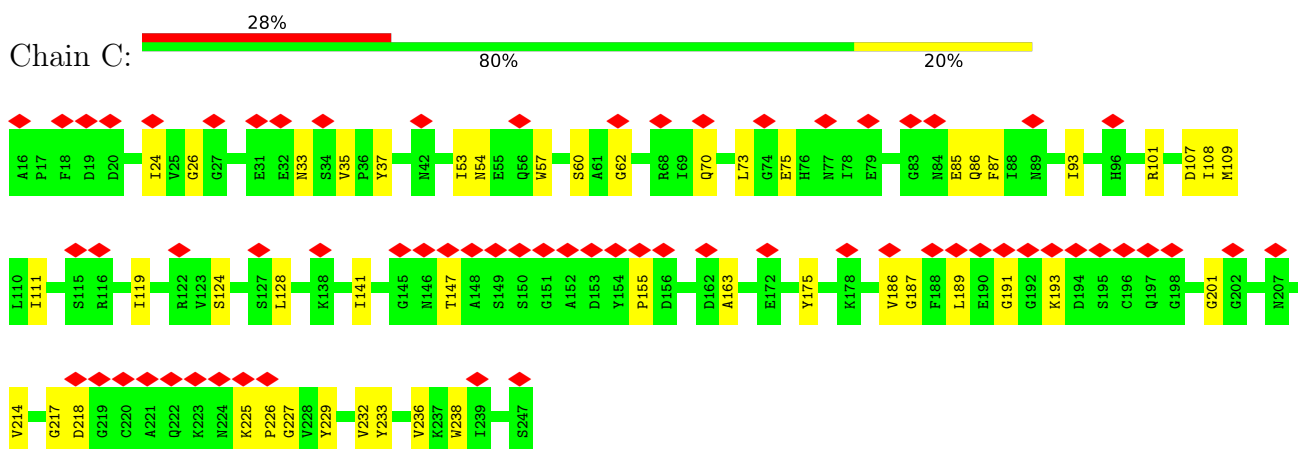 28%
Chain C:
80% 20%
A16 P17 F18 D19 D20 I24 V25 G26 G27 E31 E32 N33 S34 V35 P36 Y37 N42 I53 N54 E55 Q56 W57 S60 A61 G62 R68 I69 Q70 L73 G74 E75 H76 N77 I78 E79 G83 N84 E85 Q86 F87 I88 N89 I93 H96 R101 D107 I108 M109
L110 I111 S115 R116 I119 R122 V123 S124 S127 L128 K138 I141 G145 N146 T147 A148 S149 S150 G151 A152 D153 Y154 P155 D156 D162 A163 E172 Y175 K178 V186 G187 F188 L189 E190 G191 G192 K193 D194 S195 C196 Q197 G198 G201 G202 N207
V214 G217 D218 G219 C220 A221 Q222 K223 N224 K225 P226 G227 V228 Y229 V232 Y233 V236 K237 W238 I239 S247